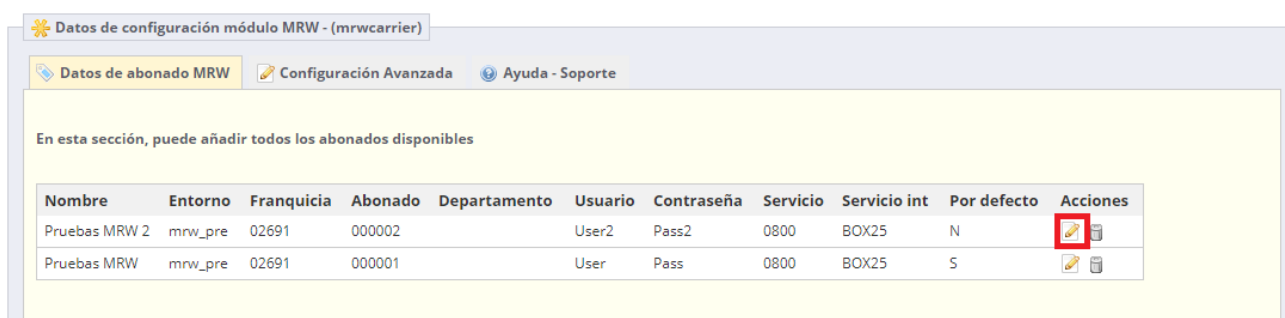 Datos de configuración módulo MRW - (mrwcarrier)
Datos de abonado MRW Configuración Avanzada Ayuda - Soporte
En esta sección, puede añadir todos los abonados disponibles
Nombre Entorno Franquicia Abonado Departamento Usuario Contraseña Servicio Servicio int Por defecto Acciones
Pruebas MRW 2 mrw_pre 02691 000002 User2 Pass2 0800 BOX25 N
Pruebas MRW mrw_pre 02691 000001 User Pass 0800 BOX25 S